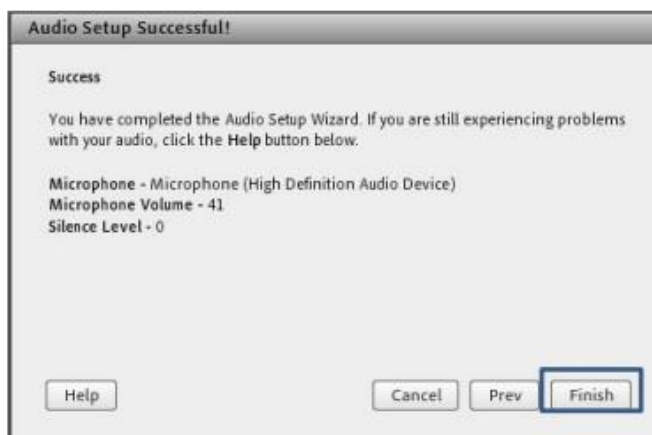 Audio Setup Successful!
Success
You have completed the Audio Setup Wizard. If you are still experiencing problems
with your audio, click the Help button below.
Microphone - Microphone (High Definition Audio Device)
Microphone Volume - 41
Silence Level - 0
Help Cancel Prev Finish